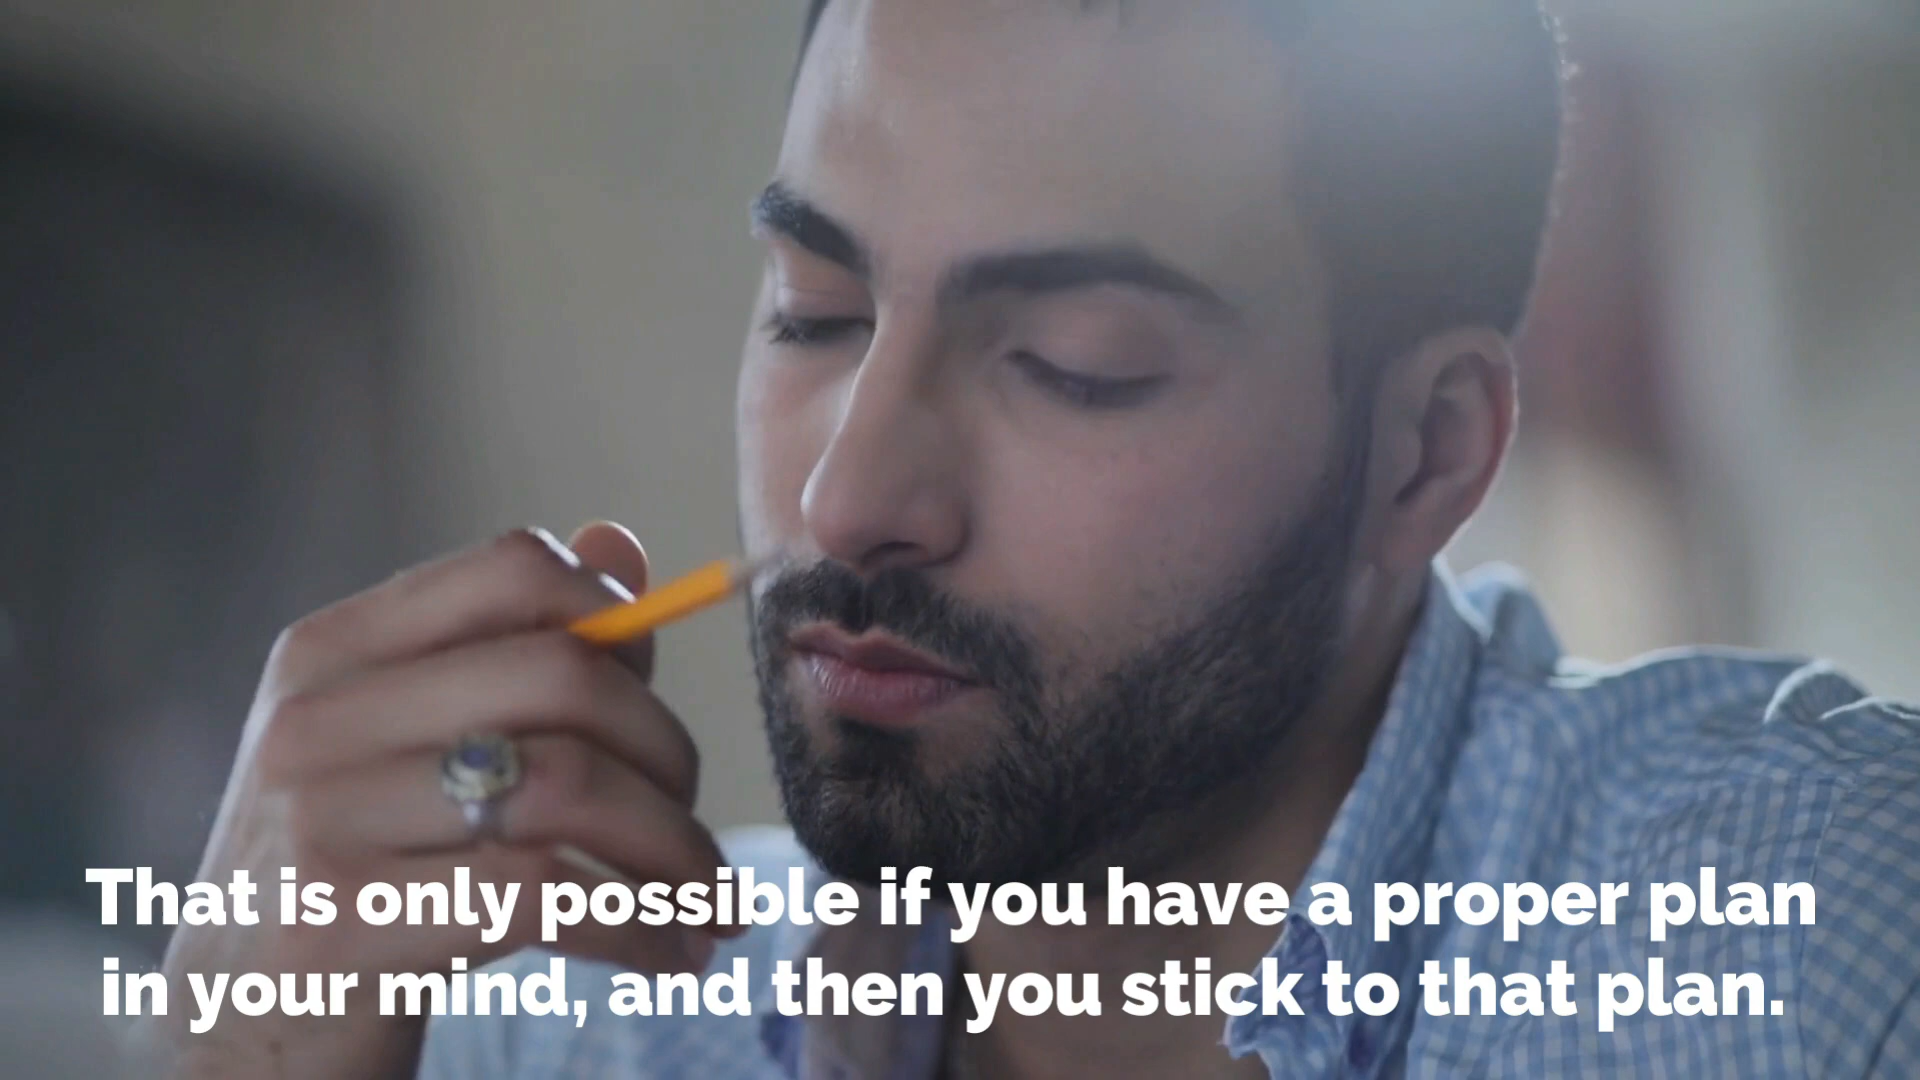 That is only possible if you have a proper plan
in your mind, and then you stick to that plan.